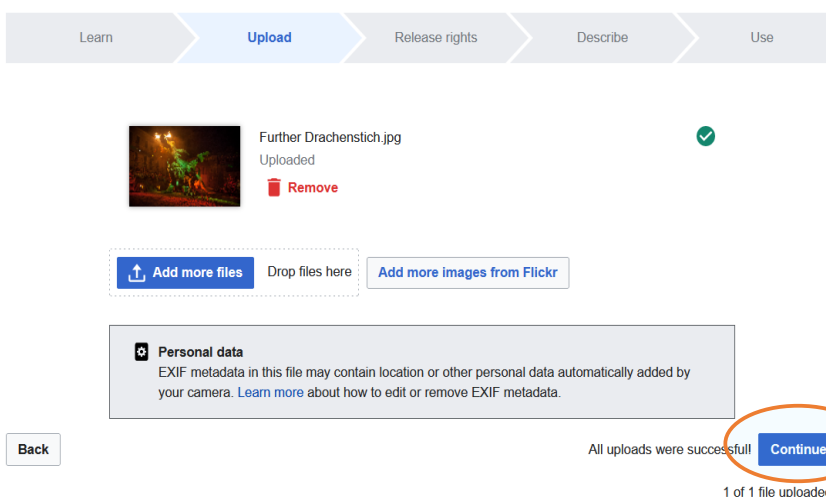 Learn
Upload
Release rights
Describe
Use
Further Drachenstich.jpg
Uploaded
Remove
Add more files
Drop files here
Add more images from Flickr
Personal data
EXIF metadata in this file may contain location or other personal data automatically added by
your camera. Learn more about how to edit or remove EXIF metadata.
Back
All uploads were successful!
Continue
1 of 1 file uploaded